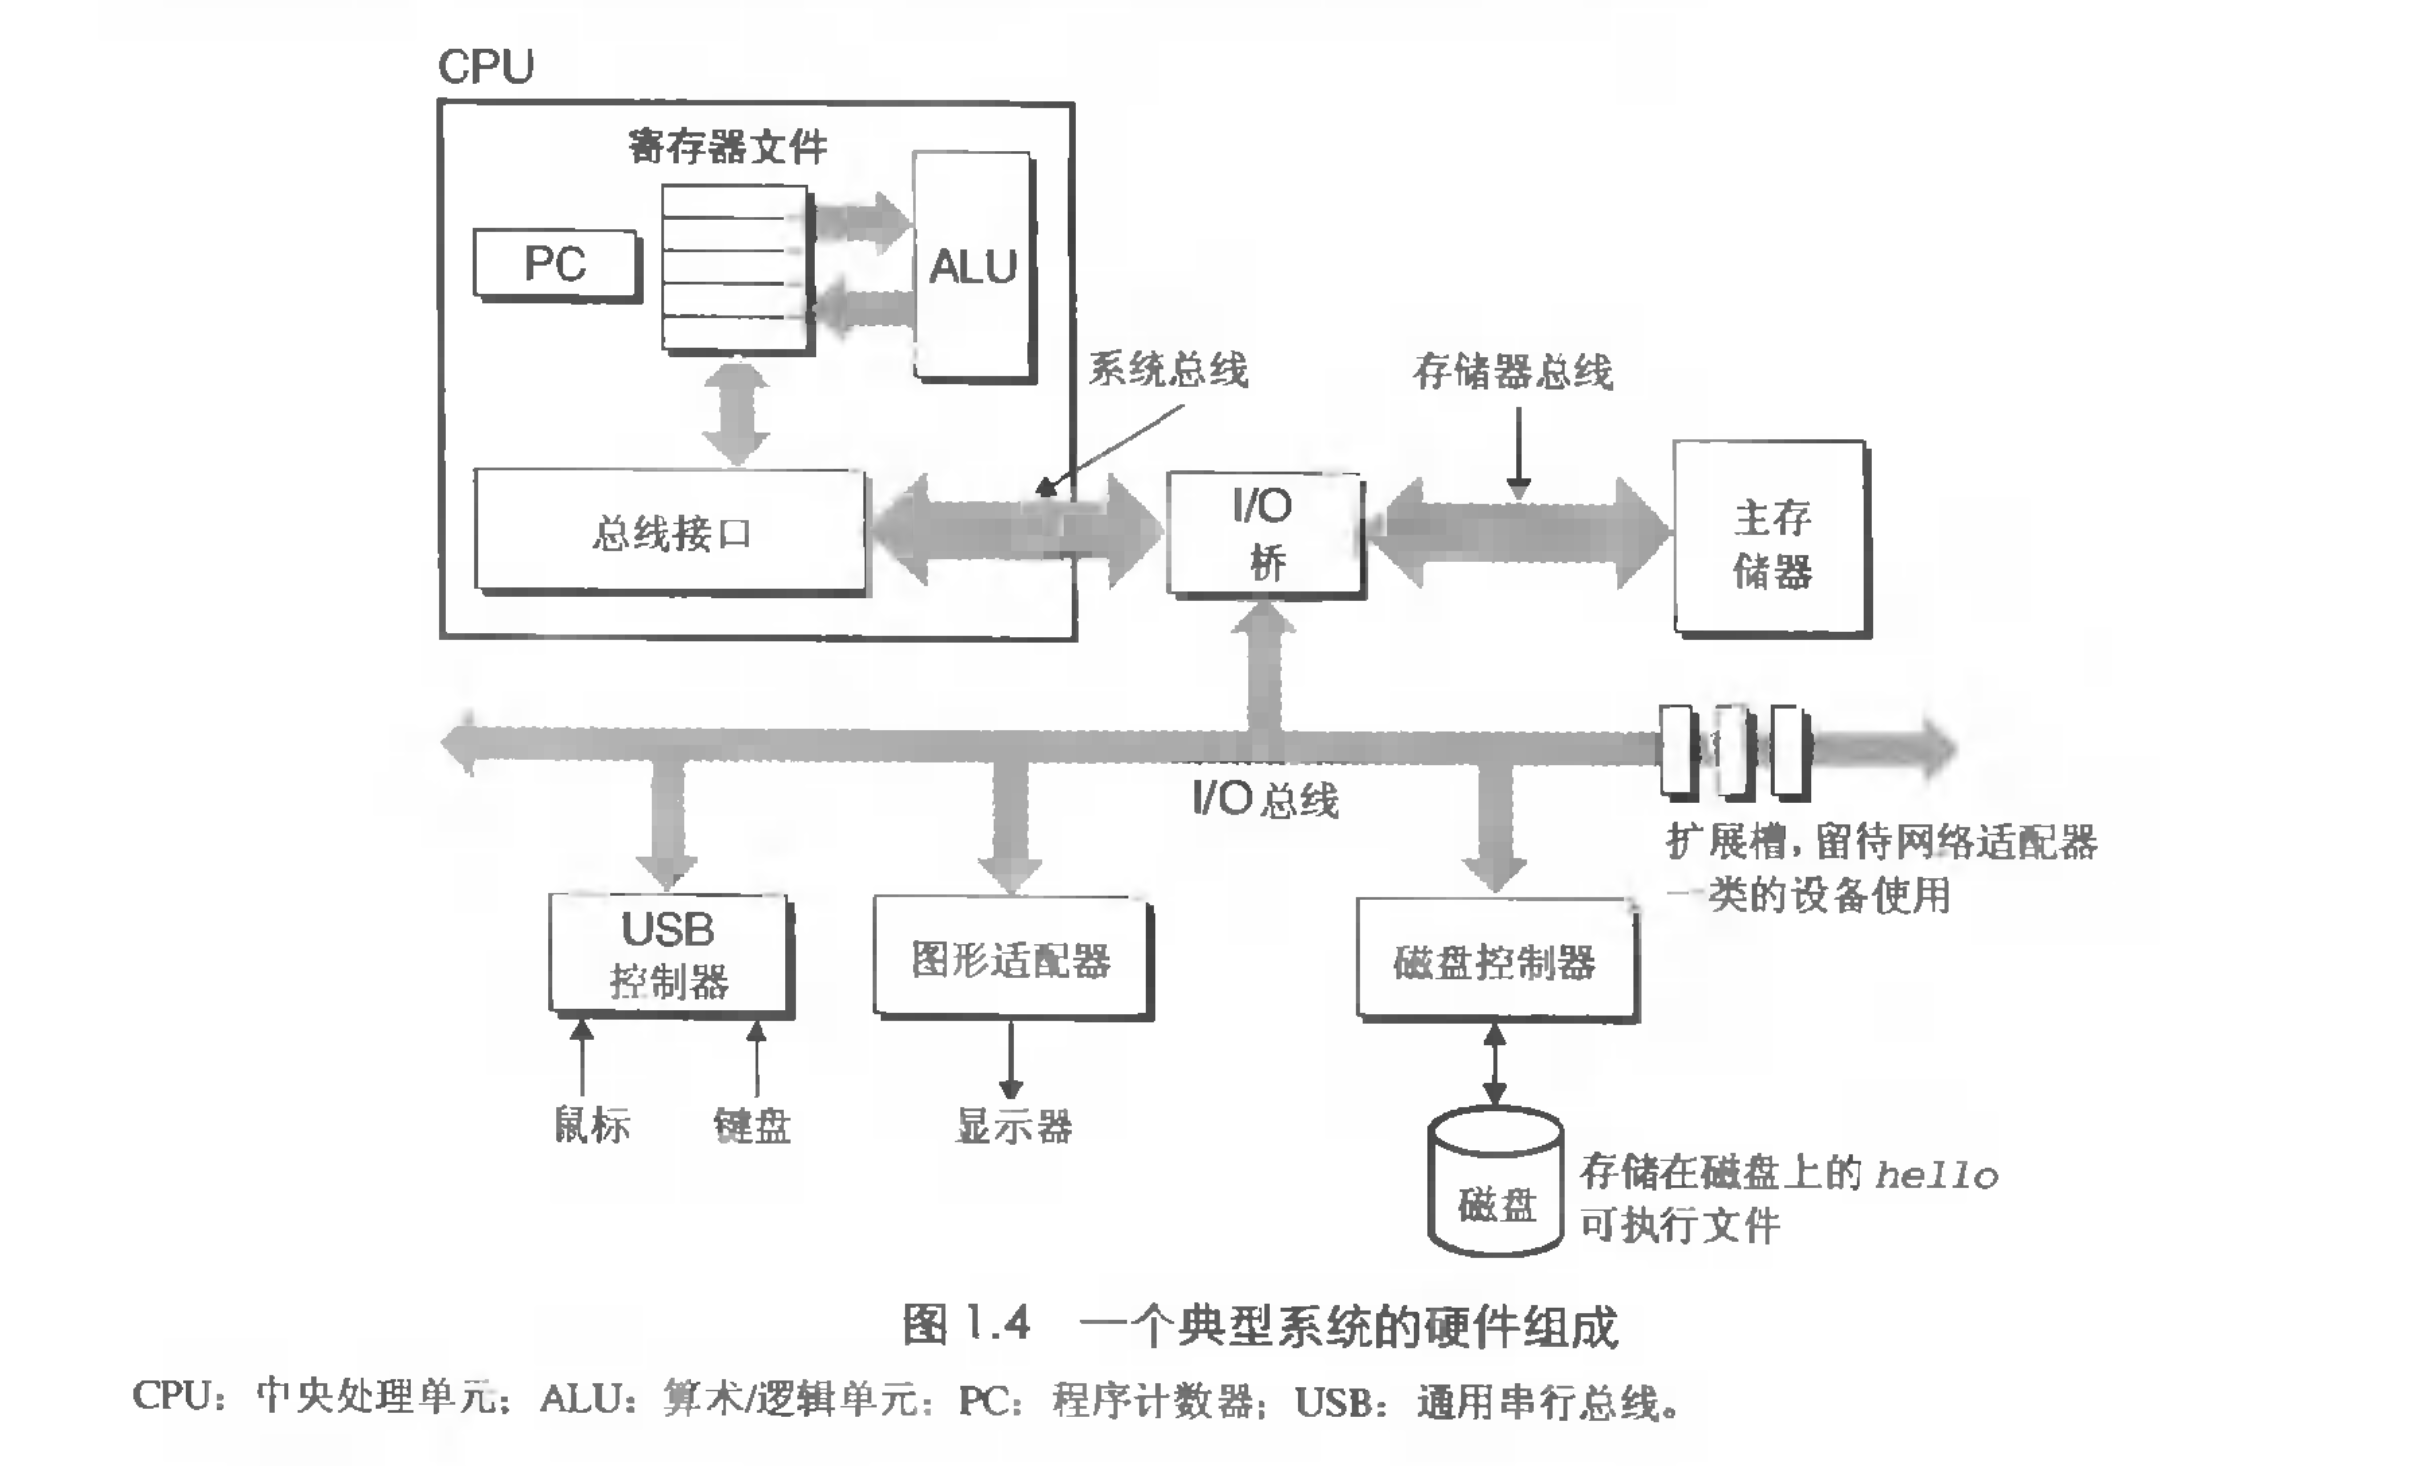 CPU
寄存器文件
PC
ALU
系统总线
存储器总线
总线接口
I/O
桥
主存
储器
I/O 总线
扩展槽，留待网络适配器
一类的设备使用
USB
控制器
图形适配器
磁盘控制器
鼠标
键盘
显示器
磁盘
存储在磁盘上的 hello
可执行文件
图 1.4 一个典型系统的硬件组成
CPU：中央处理单元；ALU：算术/逻辑单元；PC：程序计数器；USB：通用串行总线。